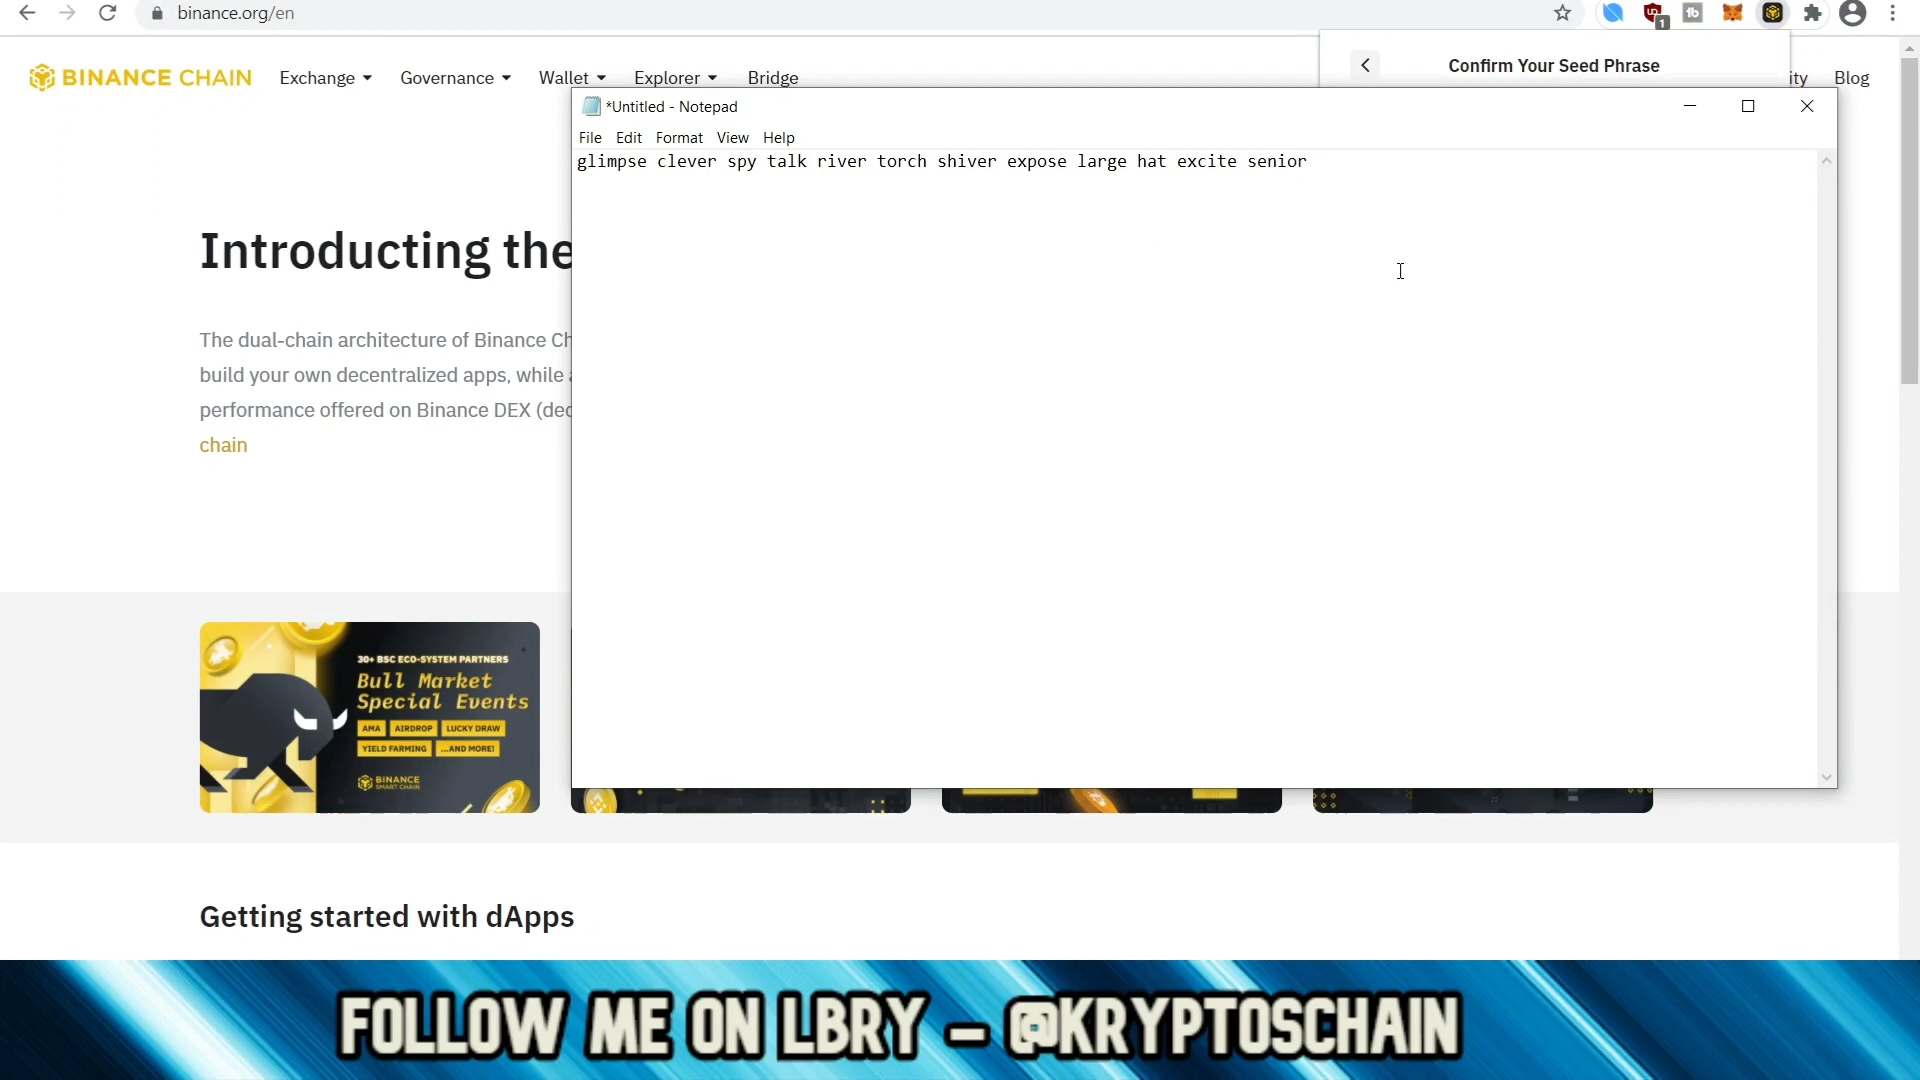 binance.org/en
1
Confirm Your Seed Phrase
BINANCE CHAIN Exchange Governance Wallet Explorer Bridge ity Blog
*Untitled - Notepad
File Edit Format View Help
glimpse clever spy talk river torch shiver expose large hat excite senior
Introducting the
The dual-chain architecture of Binance Ch
build your own decentralized apps, while a
performance offered on Binance DEX (dec
chain
30+ BSC ECO-SYSTEM PARTNERS
Bull Market
Special Events
AMA AIRDROP LUCKY DRAW
YIELD FARMING ...AND MORE!
BINANCE
SMART CHAIN
Getting started with dApps
FOLLOW ME ON LBRY – @KRYPTOSCHAIN